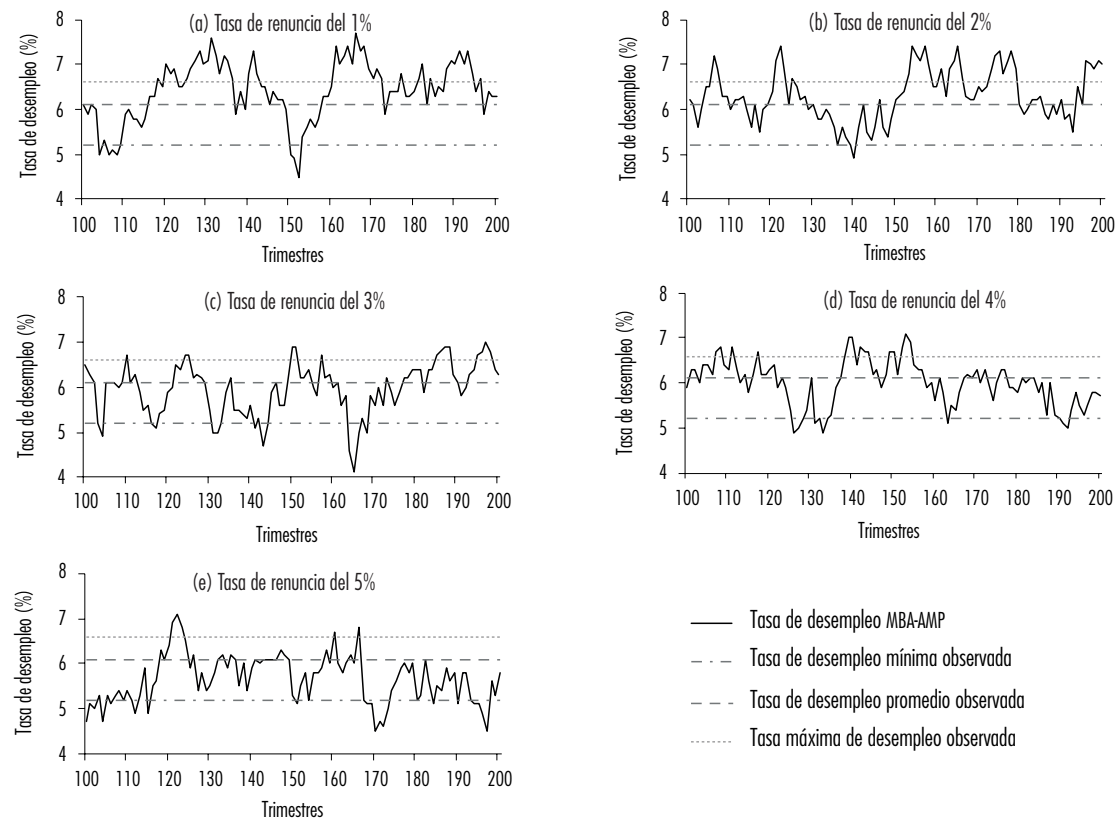 (a) Tasa de renuncia del 1%
Tasa de desempleo (%)
8
7
6
5
4
100 110 120 130 140 150 160 170 180 190 200
Trimestres
(b) Tasa de renuncia del 2%
Tasa de desempleo (%)
8
7
6
5
4
100 110 120 130 140 150 160 170 180 190 200
Trimestres
(c) Tasa de renuncia del 3%
Tasa de desempleo (%)
8
7
6
5
4
100 110 120 130 140 150 160 170 180 190 200
Trimestres
(d) Tasa de renuncia del 4%
Tasa de desempleo (%)
8
7
6
5
4
100 110 120 130 140 150 160 170 180 190 200
Trimestres
(e) Tasa de renuncia del 5%
Tasa de desempleo (%)
8
7
6
5
4
100 110 120 130 140 150 160 170 180 190 200
Trimestres
Tasa de desempleo MBA-AMP
Tasa de desempleo mínima observada
Tasa de desempleo promedio observada
Tasa máxima de desempleo observada